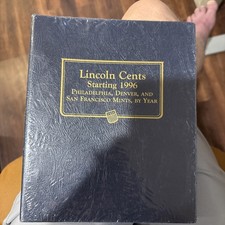 Lincoln Cents
Starting 1996
Philadelphia, Denver, and
San Francisco Mints, by Year